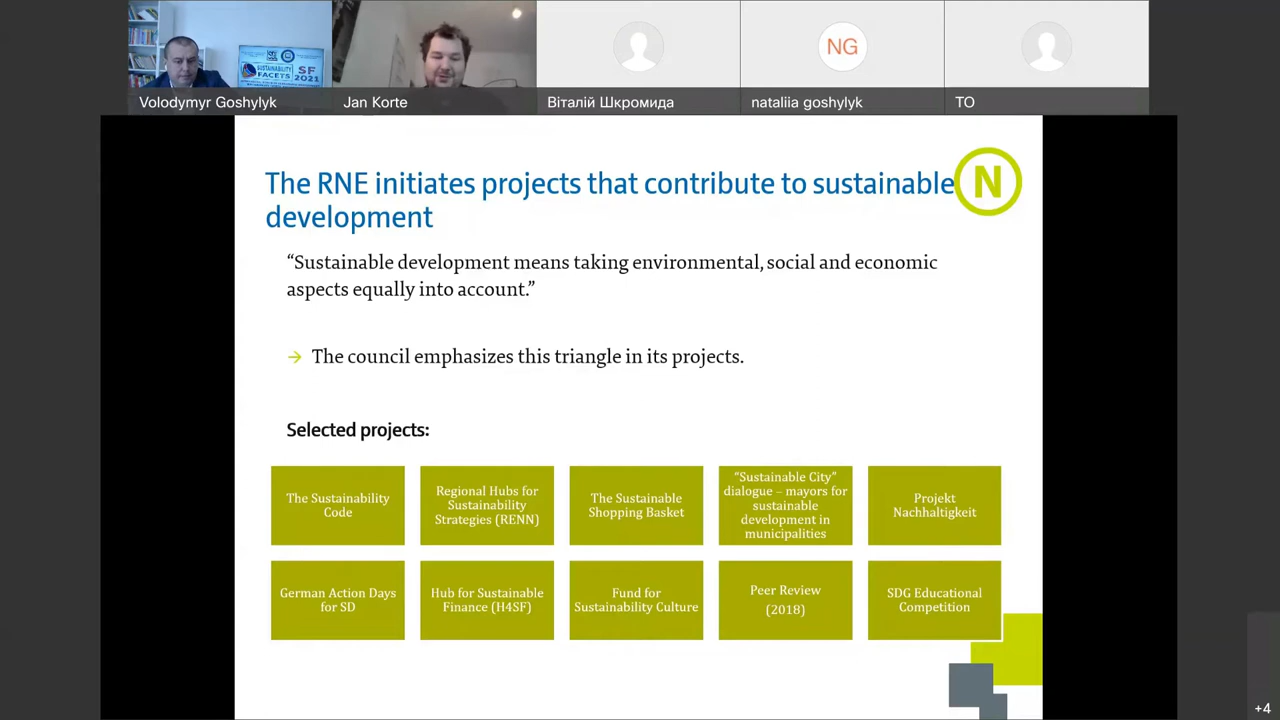 SUSTAINABILITY
FACETS
SF
2021
Volodymyr Goshylyk
Jan Korte
Віталій Шкромида
NG
nataliia goshylyk
TO
The RNE initiates projects that contribute to sustainable
development
N
“Sustainable development means taking environmental, social and economic
aspects equally into account.”
→ The council emphasizes this triangle in its projects.
Selected projects:
The Sustainability
Code
Regional Hubs for
Sustainability
Strategies (RENN)
The Sustainable
Shopping Basket
“Sustainable City”
dialogue – mayors for
sustainable
development in
municipalities
Projekt
Nachhaltigkeit
German Action Days
for SD
Hub for Sustainable
Finance (H4SF)
Fund for
Sustainability Culture
Peer Review
(2018)
SDG Educational
Competition
+4